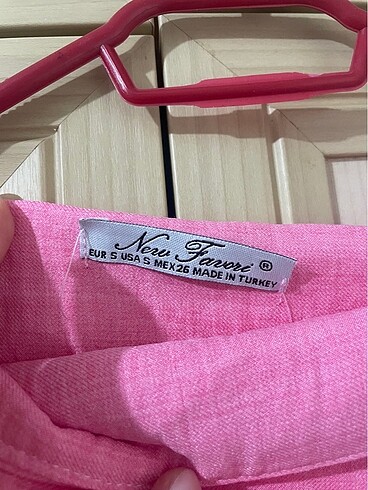 New Favori ®
EUR S USA S MEX26 MADE IN TURKEY